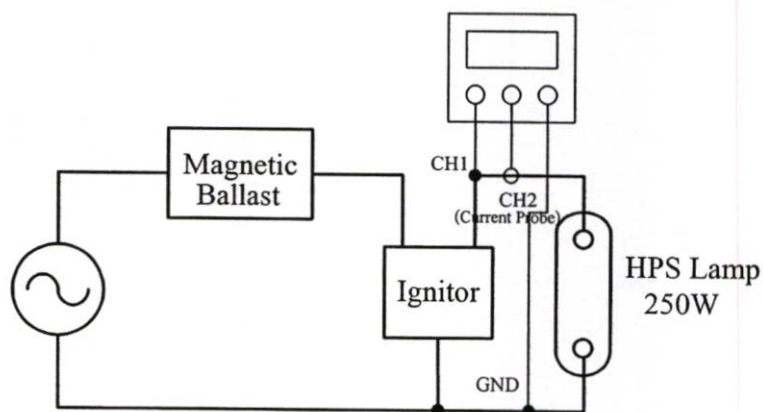 Magnetic
Ballast
CH1
CH2
(Current Probe)
Ignitor
HPS Lamp
250W
GND